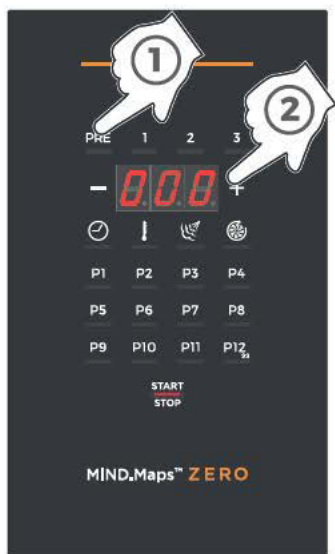 1
2
PRE 1 2 3
- 000 +
P1 P2 P3 P4
P5 P6 P7 P8
P9 P10 P11 P12
START
STOP
MIND.Maps™ ZERO